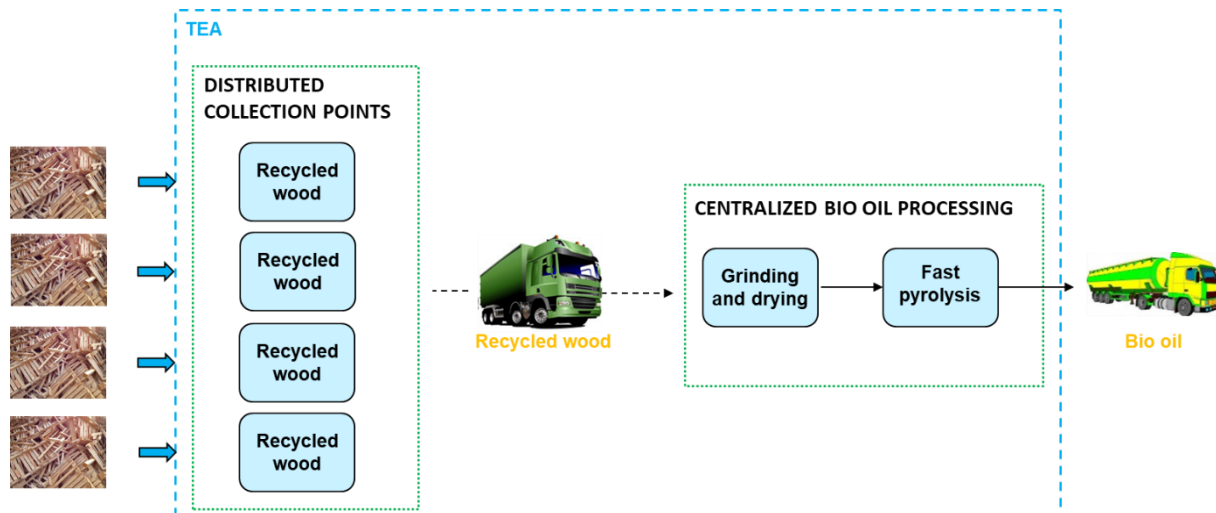 TEA
DISTRIBUTED
COLLECTION POINTS
Recycled
wood
Recycled
wood
Recycled
wood
Recycled
wood
Recycled wood
CENTRALIZED BIO OIL PROCESSING
Grinding
and drying
Fast
pyrolysis
Bio oil